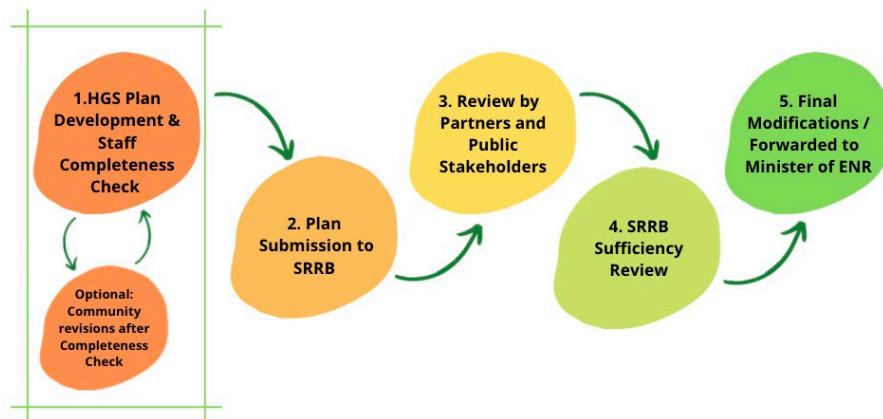 1.HGS Plan
Development &
Staff
Completeness
Check
Optional:
Community
revisions after
Completeness
Check
2. Plan
Submission to
SRRB
3. Review by
Partners and
Public
Stakeholders
4. SRRB
Sufficiency
Review
5. Final
Modifications /
Forwarded to
Minister of ENR